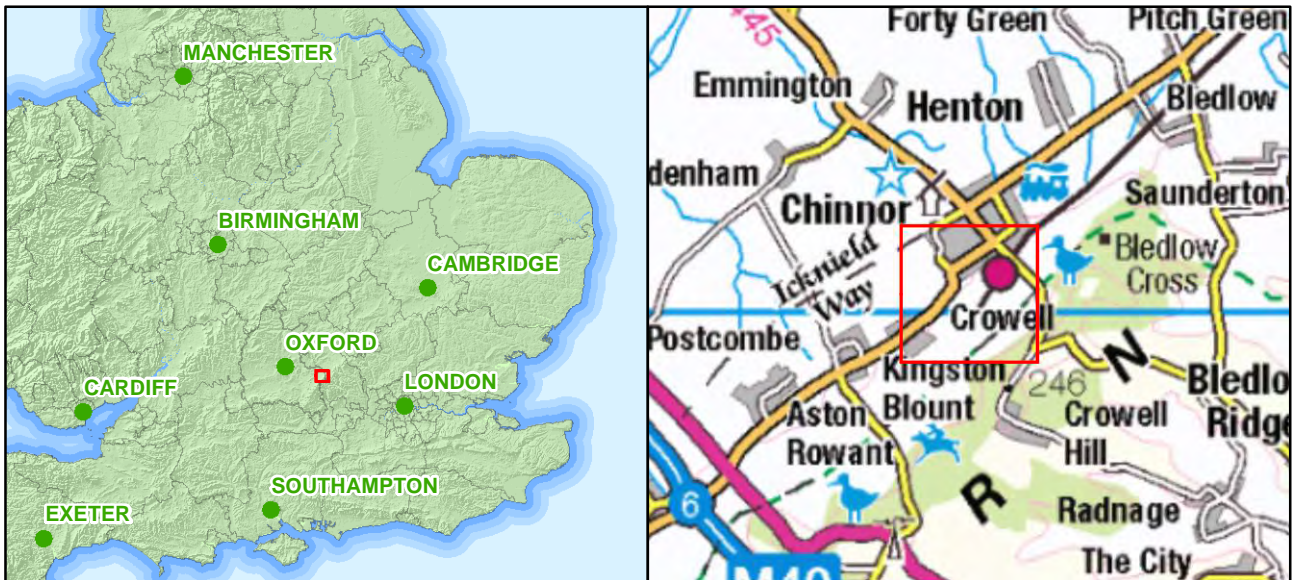 MANCHESTER
BIRMINGHAM
CAMBRIDGE
OXFORD
CARDIFF
LONDON
SOUTHAMPTON
EXETER
445
Forty Green
Pitch Green
Emmington
Henton
Bledlow
denham
Chinnor
Saunderton
Icknield
Way
Bledlow
Cross
Postcombe
Crowell
Kingston
Blount
246
N
Bledlo
Ridge
Aston
Rowant
Crowell
Hill
6
R
Radnage
The City
M40